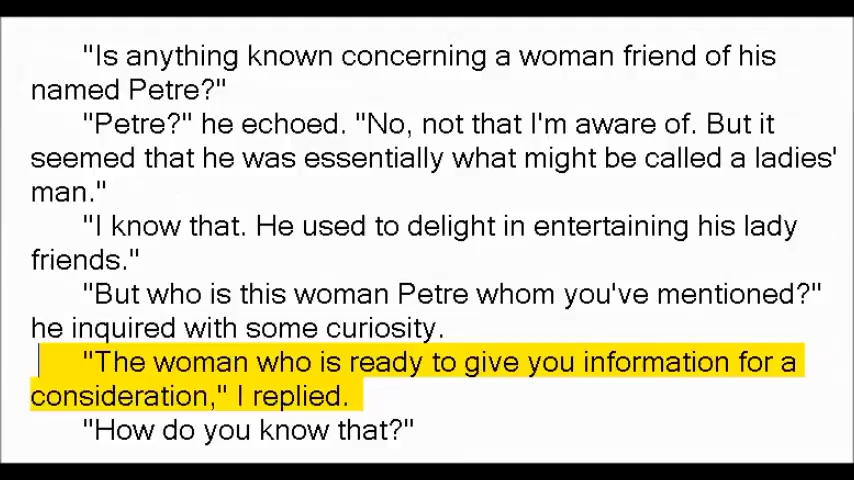 "Is anything known concerning a woman friend of his
named Petre?"
"Petre?" he echoed. "No, not that I'm aware of. But it
seemed that he was essentially what might be called a ladies'
man."
"I know that. He used to delight in entertaining his lady
friends."
"But who is this woman Petre whom you've mentioned?"
he inquired with some curiosity.
"The woman who is ready to give you information for a
consideration," I replied.
"How do you know that?"